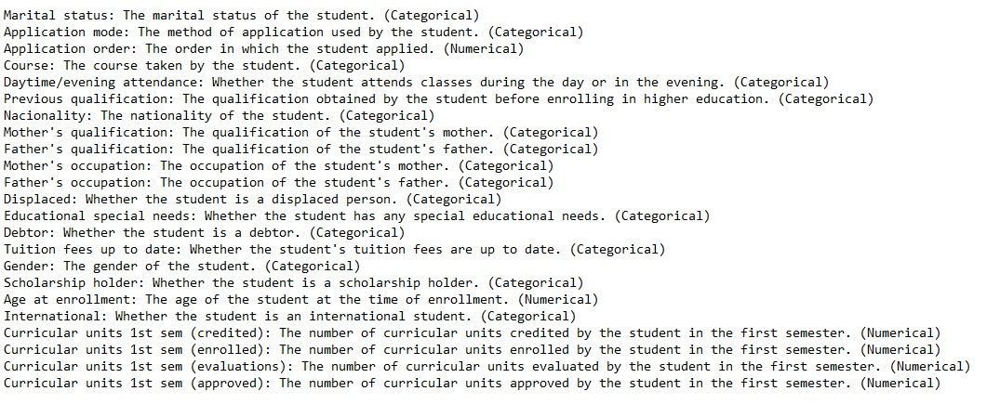 Marital status: The marital status of the student. (Categorical)
Application mode: The method of application used by the student. (Categorical)
Application order: The order in which the student applied. (Numerical)
Course: The course taken by the student. (Categorical)
Daytime/evening attendance: Whether the student attends classes during the day or in the evening. (Categorical)
Previous qualification: The qualification obtained by the student before enrolling in higher education. (Categorical)
Nacionality: The nationality of the student. (Categorical)
Mother's qualification: The qualification of the student's mother. (Categorical)
Father's qualification: The qualification of the student's father. (Categorical)
Mother's occupation: The occupation of the student's mother. (Categorical)
Father's occupation: The occupation of the student's father. (Categorical)
Displaced: Whether the student is a displaced person. (Categorical)
Educational special needs: Whether the student has any special educational needs. (Categorical)
Debtor: Whether the student is a debtor. (Categorical)
Tuition fees up to date: Whether the student's tuition fees are up to date. (Categorical)
Gender: The gender of the student. (Categorical)
Scholarship holder: Whether the student is a scholarship holder. (Categorical)
Age at enrollment: The age of the student at the time of enrollment. (Numerical)
International: Whether the student is an international student. (Categorical)
Curricular units 1st sem (credited): The number of curricular units credited by the student in the first semester. (Numerical)
Curricular units 1st sem (enrolled): The number of curricular units enrolled by the student in the first semester. (Numerical)
Curricular units 1st sem (evaluations): The number of curricular units evaluated by the student in the first semester. (Numerical)
Curricular units 1st sem (approved): The number of curricular units approved by the student in the first semester. (Numerical)